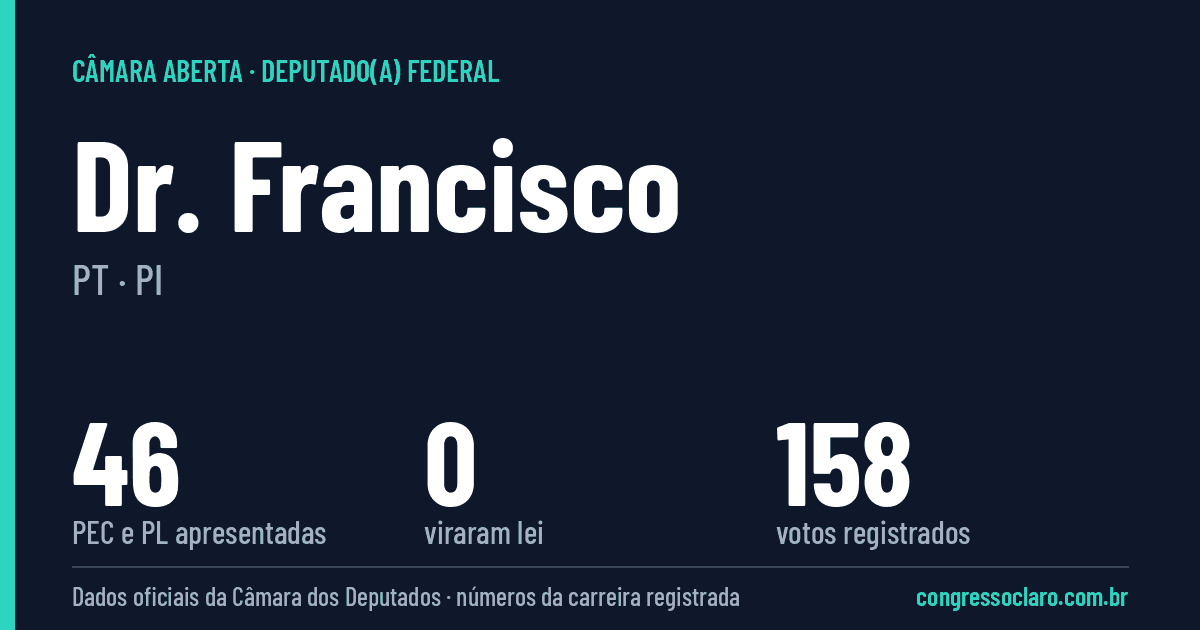 CÂMARA ABERTA · DEPUTADO(A) FEDERAL
Dr. Francisco
PT · PI
46 0 158
PEC e PL apresentadas viraram lei votos registrados
Dados oficiais da Câmara dos Deputados · números da carreira registrada congressoclaro.com.br